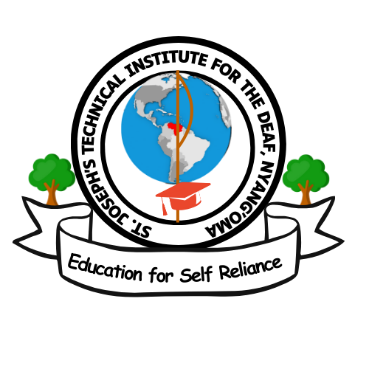 ST. JOSEPH'S TECHNICAL INSTITUTE FOR THE DEAF, NYANG'OMA
Education for Self Reliance